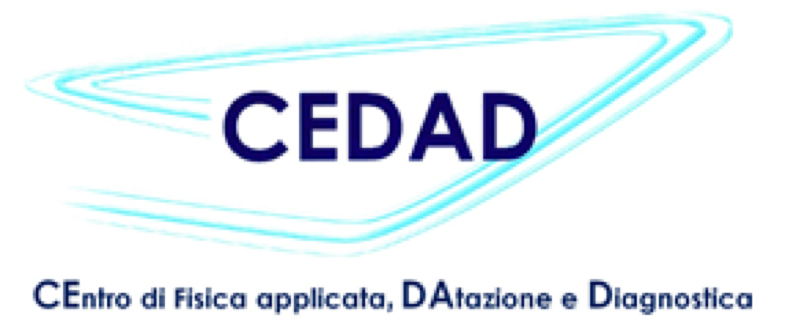 CEDAD
CEntro di Fisica applicata, DAtazione e Diagnostica